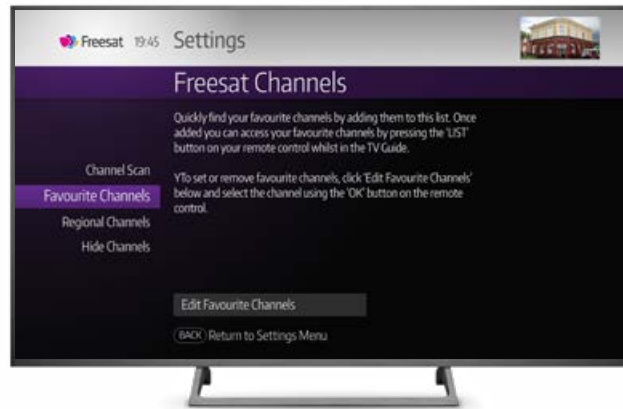 Freesat 19:45 Settings
Freesat Channels
Quickly find your favourite channels by adding them to this list. Once
added you can access your favourite channels by pressing the 'LIST'
button on your remote control whilst in the TV Guide.
YTo set or remove favourite channels, click 'Edit Favourite Channels'
below and select the channel using the 'OK' button on the remote
control.
Channel Scan
Favourite Channels
Regional Channels
Hide Channels
Edit Favourite Channels
BACK Return to Settings Menu